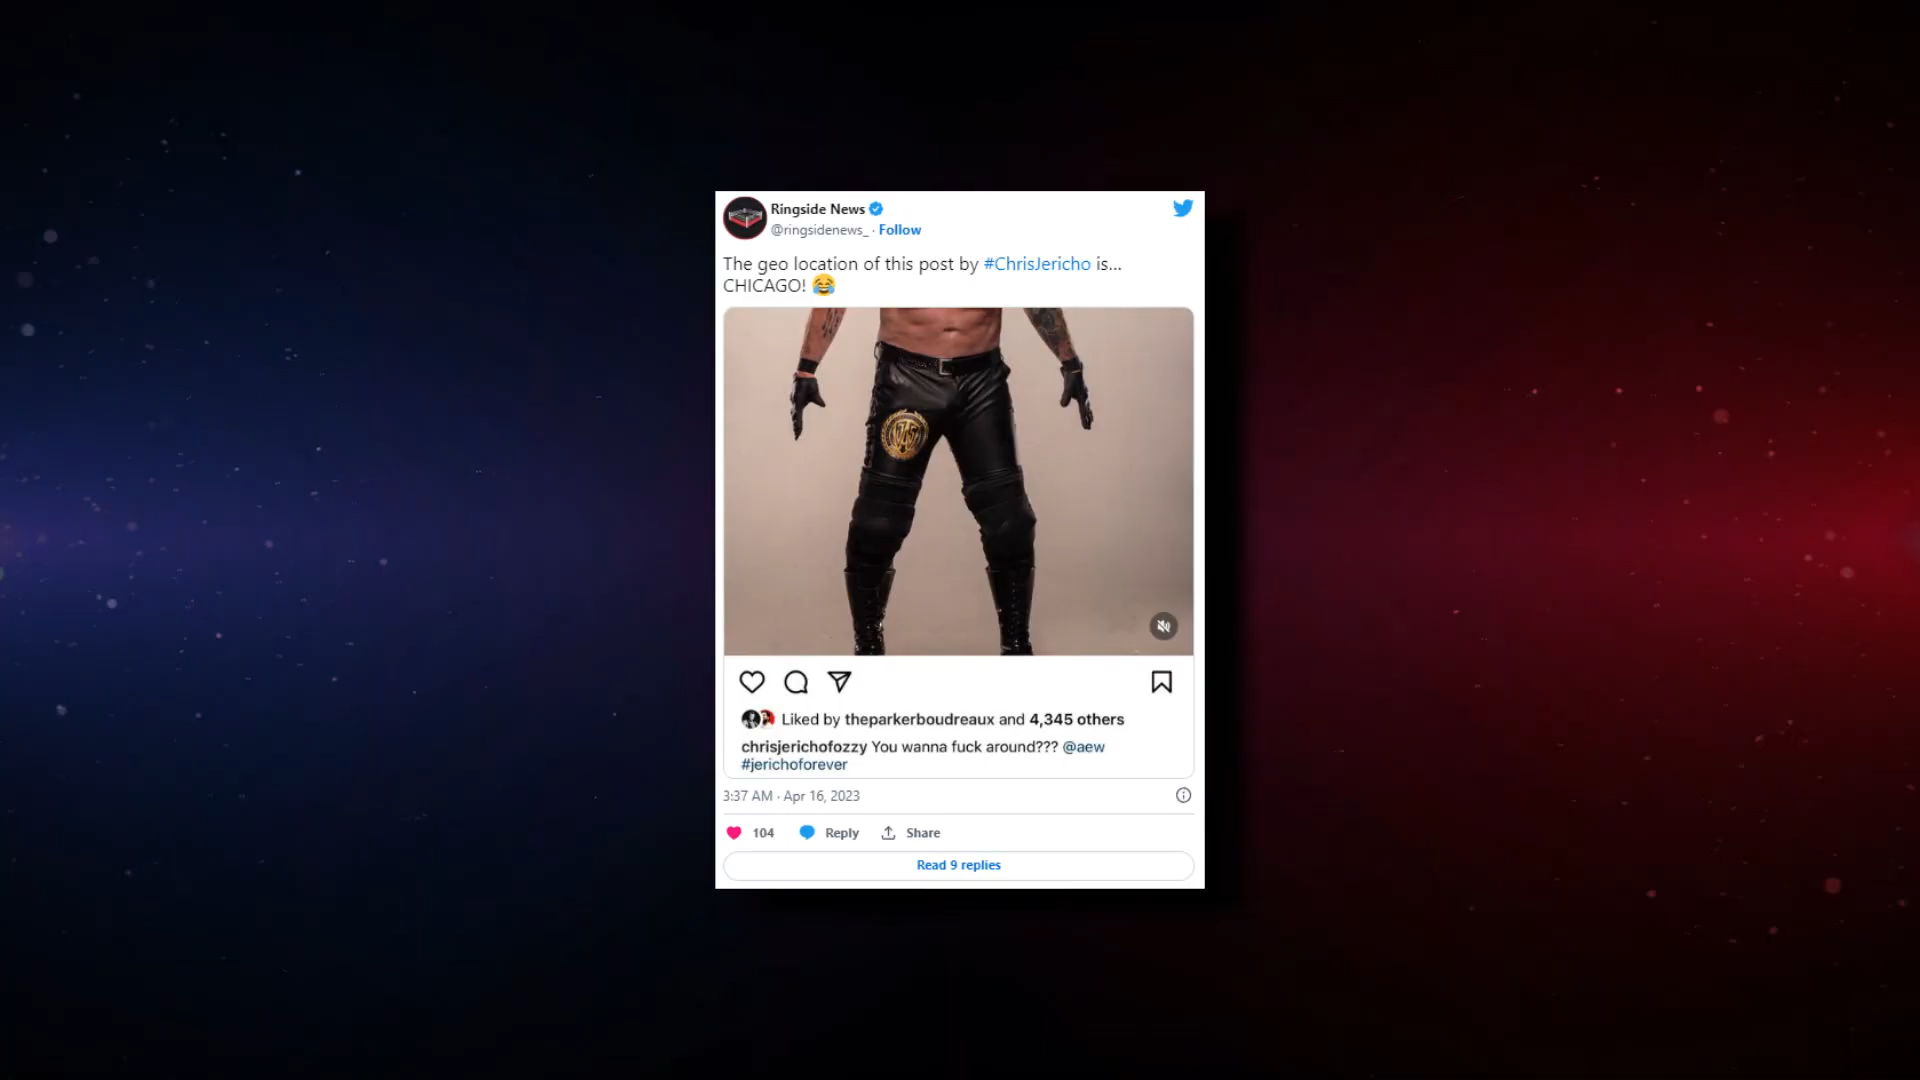 Ringside News
@ringsidenews_ · Follow
The geo location of this post by #ChrisJericho is...
CHICAGO! 😂
Liked by theparkerboudreaux and 4,345 others
chrisjerichofozzy You wanna fuck around??? @aew
#jerichoforever
3:37 AM · Apr 16, 2023
104 Reply Share
Read 9 replies